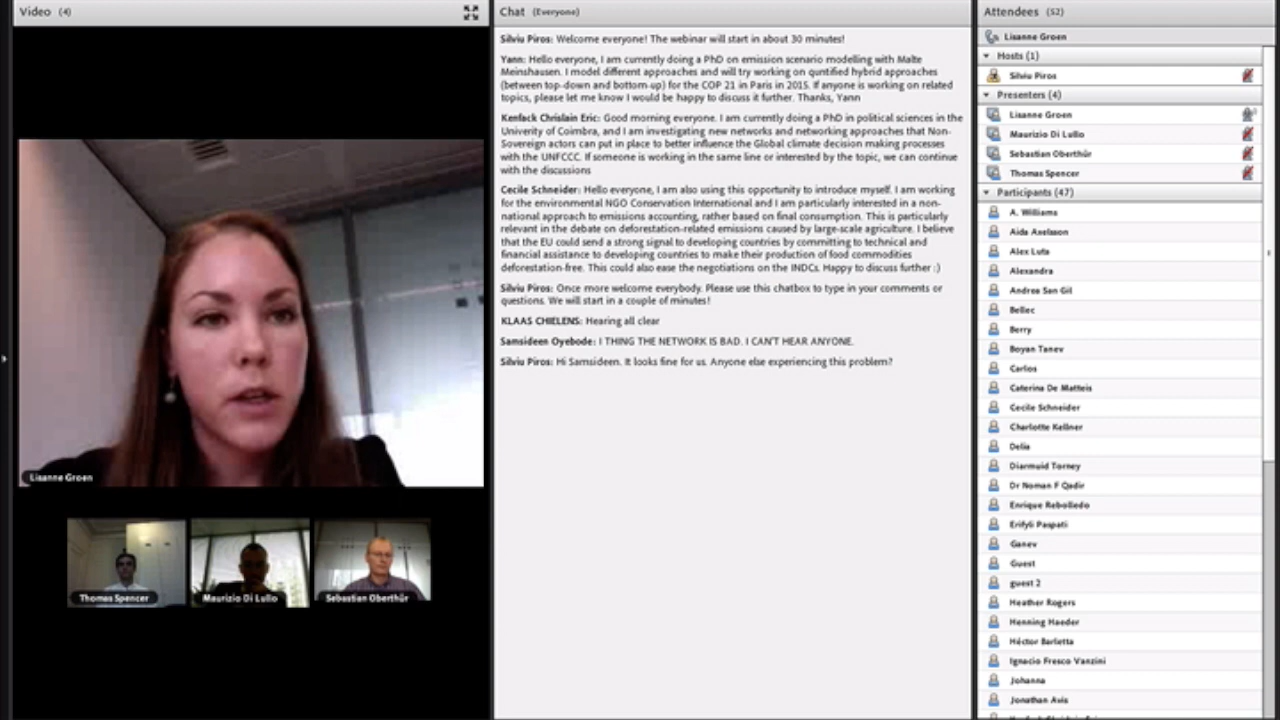 Video (4)
Lisanne Groen
Thomas Spencer
Maurizio Di Lullo
Sebastian Oberthür
Chat (Everyone)
Silviu Piros: Welcome everyone! The webinar will start in about 30 minutes!
Yann: Hello everyone, I am currently doing a PhD on emission scenario modelling with Malte
Meinshausen. I model different approaches and will try working on quntified hybrid approaches
(between top-down and bottom-up) for the COP 21 in Paris in 2015. If anyone is working on related
topics, please let me know I would be happy to discuss it further. Thanks, Yann
Kenfack Chrislain Eric: Good morning everyone. I am currently doing a PhD in political sciences in the
Univerity of Coimbra, and I am investigating new networks and networking approaches that Non-
Sovereign actors can put in place to better influence the Global climate decision making processes
with the UNFCCC. If someone is working in the same line or interested by the topic, we can continue
with the discussions
Cecile Schneider: Hello everyone, I am also using this opportunity to introduce myself. I am working
for the environmental NGO Conservation International and I am particularly interested in a non-
national approach to emissions accounting, rather based on final consumption. This is particularly
relevant in the debate on deforestation-related emissions caused by large-scale agriculture. I believe
that the EU could send a strong signal to developing countries by committing to technical and
financial assistance to developing countries to make their production of food commodities
deforestation-free. This could also ease the negotiations on the INDCs. Happy to discuss further :)
Silviu Piros: Once more welcome everybody. Please use this chatbox to type in your comments or
questions. We will start in a couple of minutes!
KLAAS CHIELENS: Hearing all clear
Samsideen Oyebode: I THING THE NETWORK IS BAD. I CAN'T HEAR ANYONE.
Silviu Piros: Hi Samsideen. It looks fine for us. Anyone else experiencing this problem?
Attendees (52)
Lisanne Groen
Hosts (1)
Silviu Piros
Presenters (4)
Lisanne Groen
Maurizio Di Lullo
Sebastian Oberthür
Thomas Spencer
Participants (47)
A. Williams
Aida Axelsson
Alex Luta
Alexandra
Andrea San Gil
Bellec
Berry
Boyan Tanev
Carlos
Caterina De Matteis
Cecile Schneider
Charlotte Kellner
Delia
Diarmuid Torney
Dr Noman F Qadir
Enrique Rebolledo
Erifyli Paspati
Ganev
Guest
guest 2
Heather Rogers
Henning Haeder
Héctor Barletta
Ignacio Fresco Vanzini
Johanna
Jonathan Avis